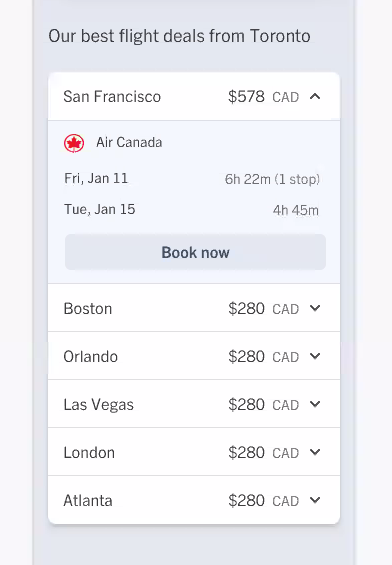 Our best flight deals from Toronto
San Francisco $578 CAD
Air Canada
Fri, Jan 11 6h 22m (1 stop)
Tue, Jan 15 4h 45m
Book now
Boston $280 CAD
Orlando $280 CAD
Las Vegas $280 CAD
London $280 CAD
Atlanta $280 CAD